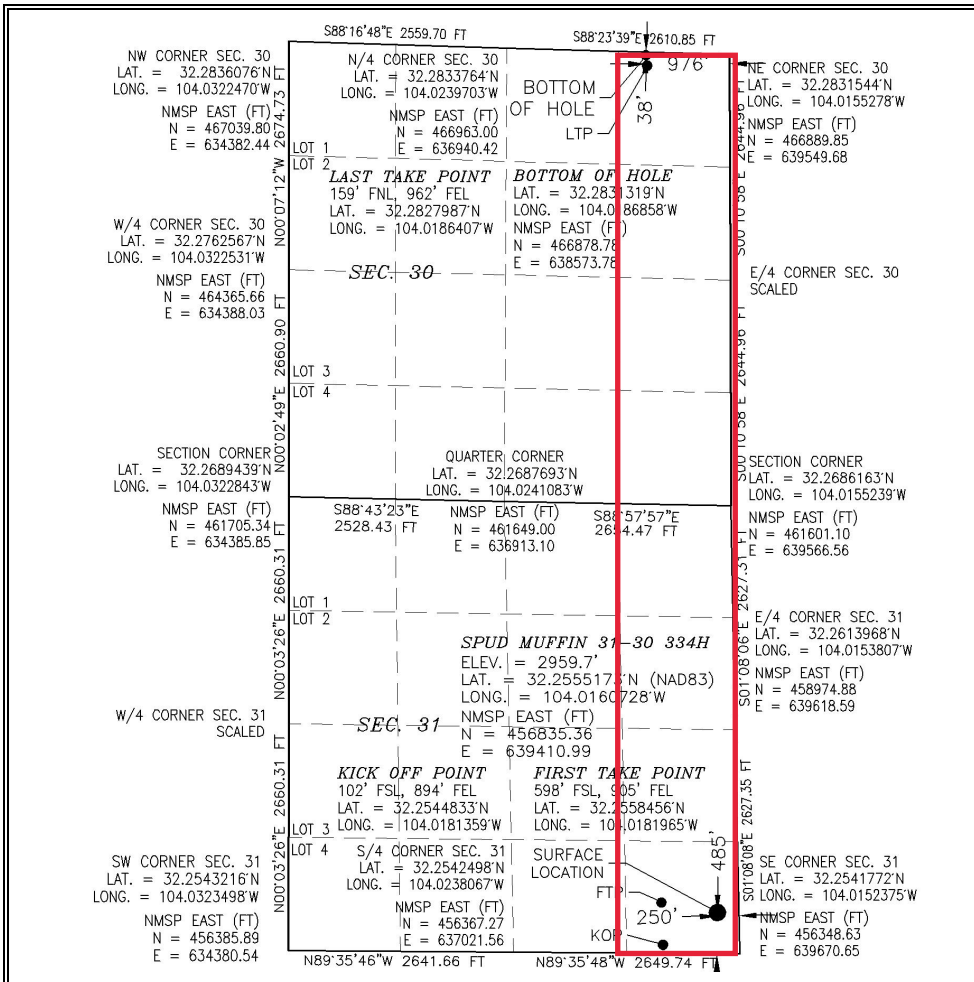 S88°16'48"E 2559.70 FT
S88°23'39"E 2610.85 FT
NW CORNER SEC. 30
LAT. = 32.2836076°N
LONG. = 104.0322470°W
NMSP EAST (FT)
N = 467039.80
E = 634382.44
N00°07'12"W 2674.73 FT
N/4 CORNER SEC. 30
LAT. = 32.2833764°N
LONG. = 104.0239703°W
NMSP EAST (FT)
N = 466963.00
E = 636940.42
BOTTOM
OF HOLE
LTP
976'
38'
NE CORNER SEC. 30
LAT. = 32.2831544°N
LONG. = 104.0155278°W
NMSP EAST (FT)
N = 466889.85
E = 639549.68
S00°10'58"E 2644.96 FT
LOT 1
LOT 2
LAST TAKE POINT
159' FNL, 962' FEL
LAT. = 32.2827987°N
LONG. = 104.0186407°W
BOTTOM OF HOLE
LAT. = 32.2831319°N
LONG. = 104.0186858°W
NMSP EAST (FT)
N = 466878.78
E = 638573.78
W/4 CORNER SEC. 30
LAT. = 32.2762567°N
LONG. = 104.0322531°W
NMSP EAST (FT)
N = 464365.66
E = 634388.03
SEC. 30
E/4 CORNER SEC. 30
SCALED
N00°02'49"E 2660.90 FT
S00°10'58"E 2644.96 FT
LOT 3
LOT 4
SECTION CORNER
LAT. = 32.2689439°N
LONG. = 104.0322843°W
NMSP EAST (FT)
N = 461705.34
E = 634385.85
QUARTER CORNER
LAT. = 32.2687693°N
LONG. = 104.0241083°W
NMSP EAST (FT)
N = 461649.00
E = 636913.10
SECTION CORNER
LAT. = 32.2686163°N
LONG. = 104.0155239°W
NMSP EAST (FT)
N = 461601.10
E = 639566.56
S88°43'23"E
2528.43 FT
S88°57'57"E
2654.47 FT
N00°03'26"E 2660.31 FT
S01°08'06"E 2627.31 FT
LOT 1
LOT 2
E/4 CORNER SEC. 31
LAT. = 32.2613968°N
LONG. = 104.0153807°W
NMSP EAST (FT)
N = 458974.88
E = 639618.59
SPUD MUFFIN 31-30 334H
ELEV. = 2959.7'
LAT. = 32.2555173°N (NAD83)
LONG. = 104.0160728°W
NMSP EAST (FT)
N = 456835.36
E = 639410.99
W/4 CORNER SEC. 31
SCALED
SEC. 31
KICK OFF POINT
102' FSL, 894' FEL
LAT. = 32.2544833°N
LONG. = 104.0181359°W
FIRST TAKE POINT
598' FSL, 905' FEL
LAT. = 32.2558456°N
LONG. = 104.0181965°W
N00°03'26"E 2660.31 FT
S01°08'08"E 2627.35 FT
LOT 3
LOT 4
SW CORNER SEC. 31
LAT. = 32.2543216°N
LONG. = 104.0323498°W
NMSP EAST (FT)
N = 456385.89
E = 634380.54
S/4 CORNER SEC. 31
LAT. = 32.2542498°N
LONG. = 104.0238067°W
NMSP EAST (FT)
N = 456367.27
E = 637021.56
SURFACE
LOCATION
FTP
250'
485'
KOP
SE CORNER SEC. 31
LAT. = 32.2541772°N
LONG. = 104.0152375°W
NMSP EAST (FT)
N = 456348.63
E = 639670.65
N89°35'46"W 2641.66 FT
N89°35'48"W 2649.74 FT